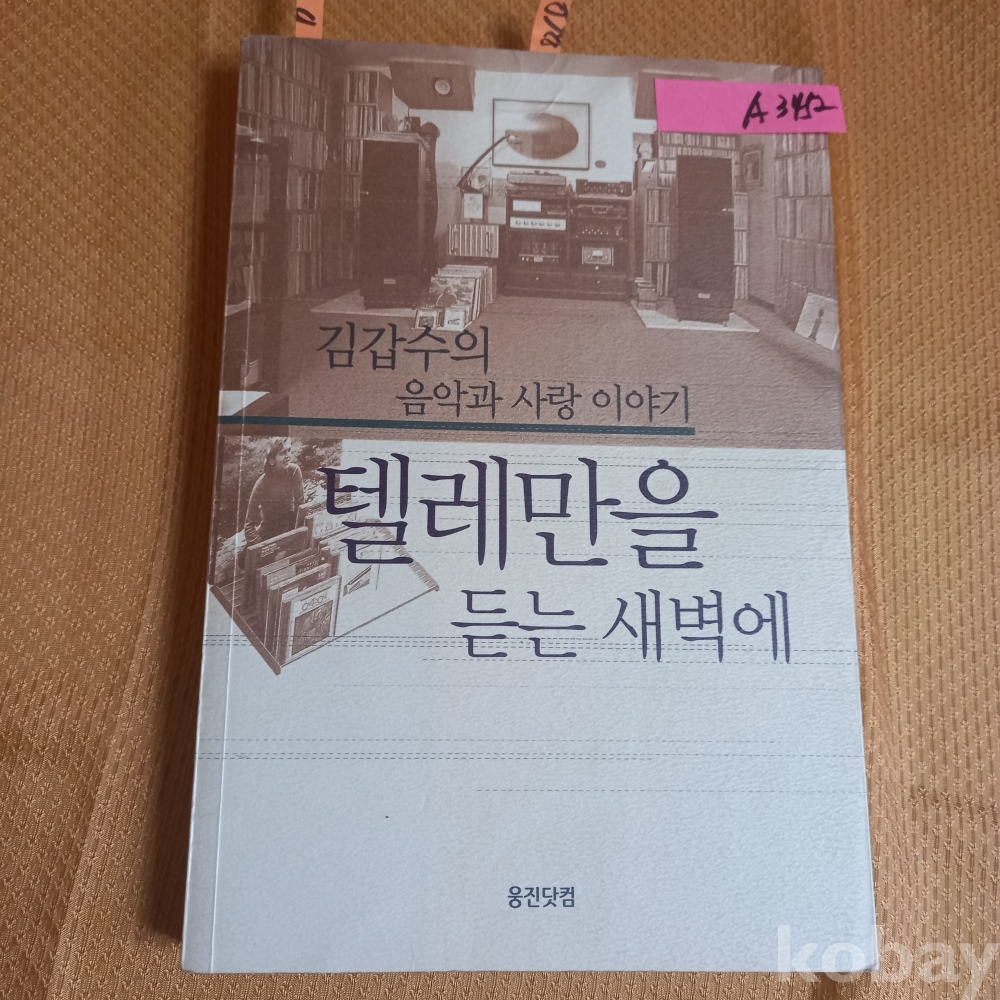 A 3452
김갑수의
음악과 사랑 이야기
텔레만을
듣는 새벽에
웅진닷컴
kobay